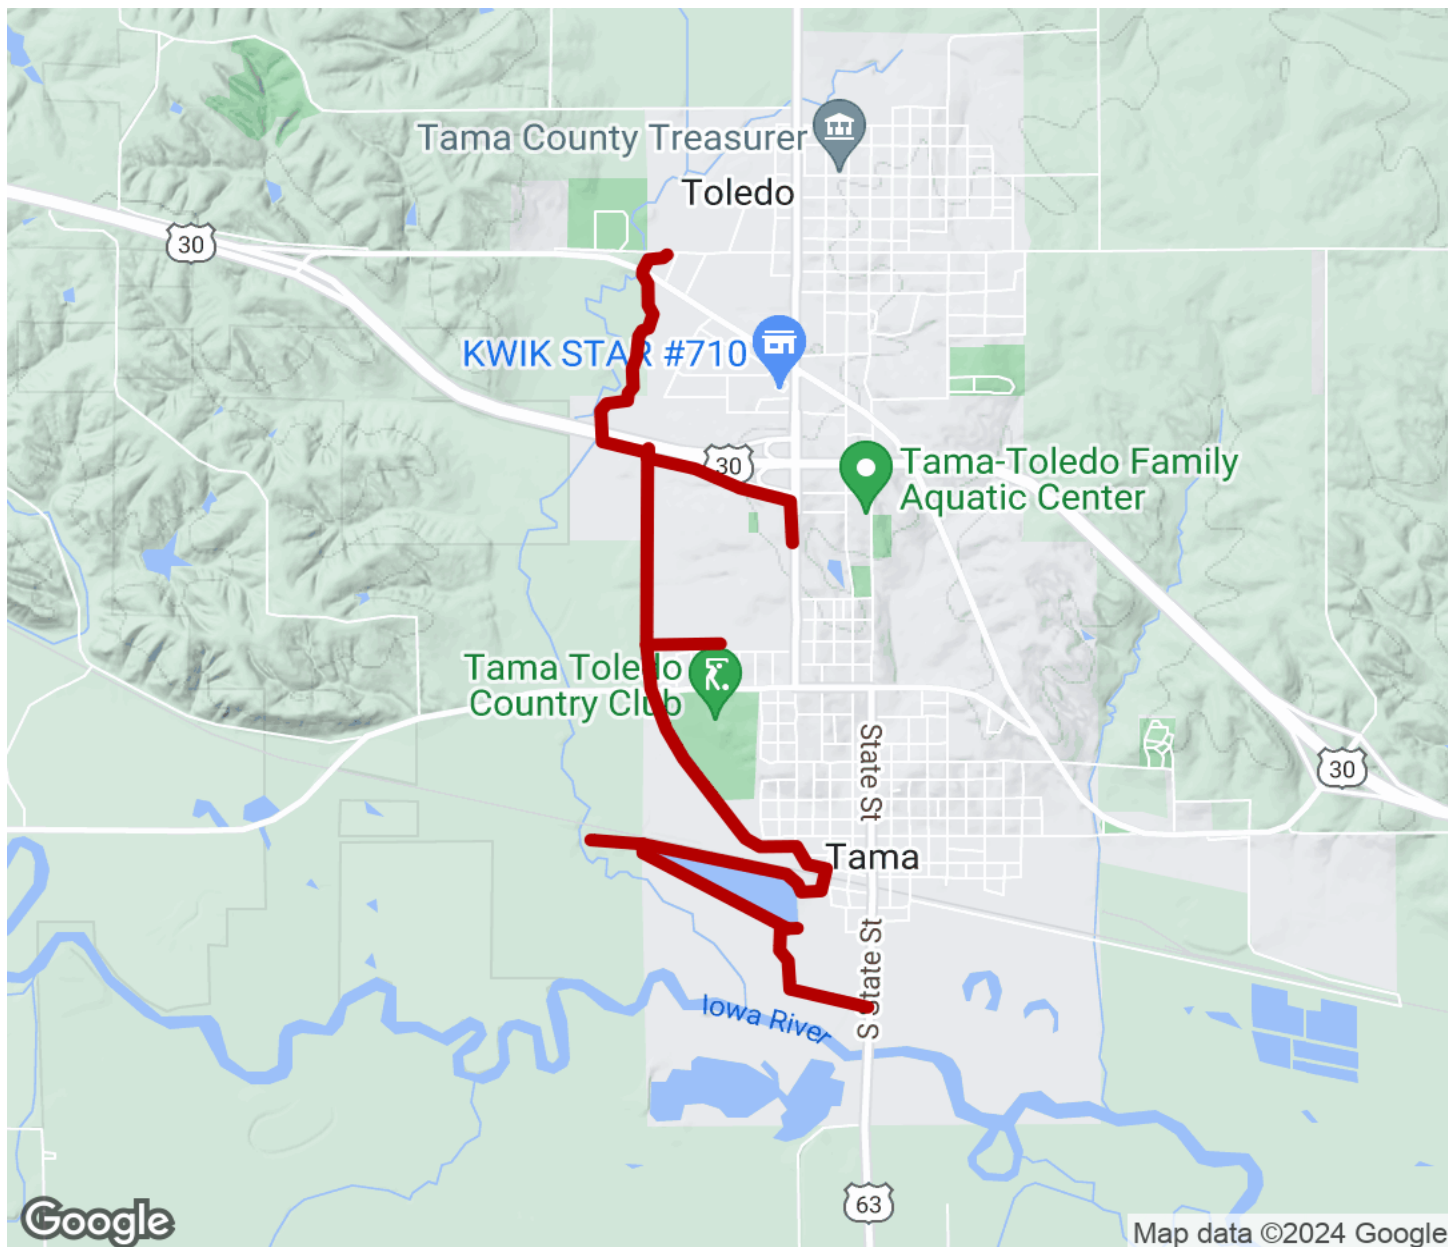 Tama County Treasurer
Toledo
30
KWIK STAR #710
30
Tama-Toledo Family
Aquatic Center
Tama Toledo
Country Club
State St
30
Tama
S State St
Iowa River
63
Google
Map data ©2024 Google